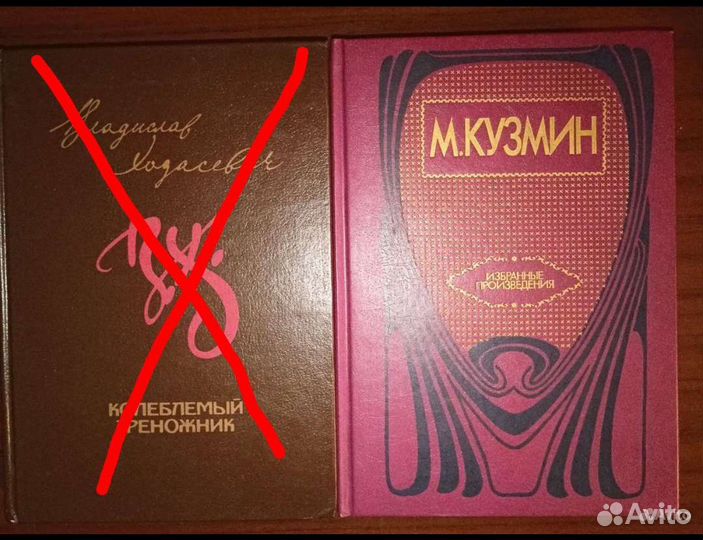 Владислав
Ходасевич
КОЛЕБЛЕМЫЙ
ТРЕНОЖНИК
М.КУЗМИН
ИЗБРАННЫЕ
ПРОИЗВЕДЕНИЯ
Avito